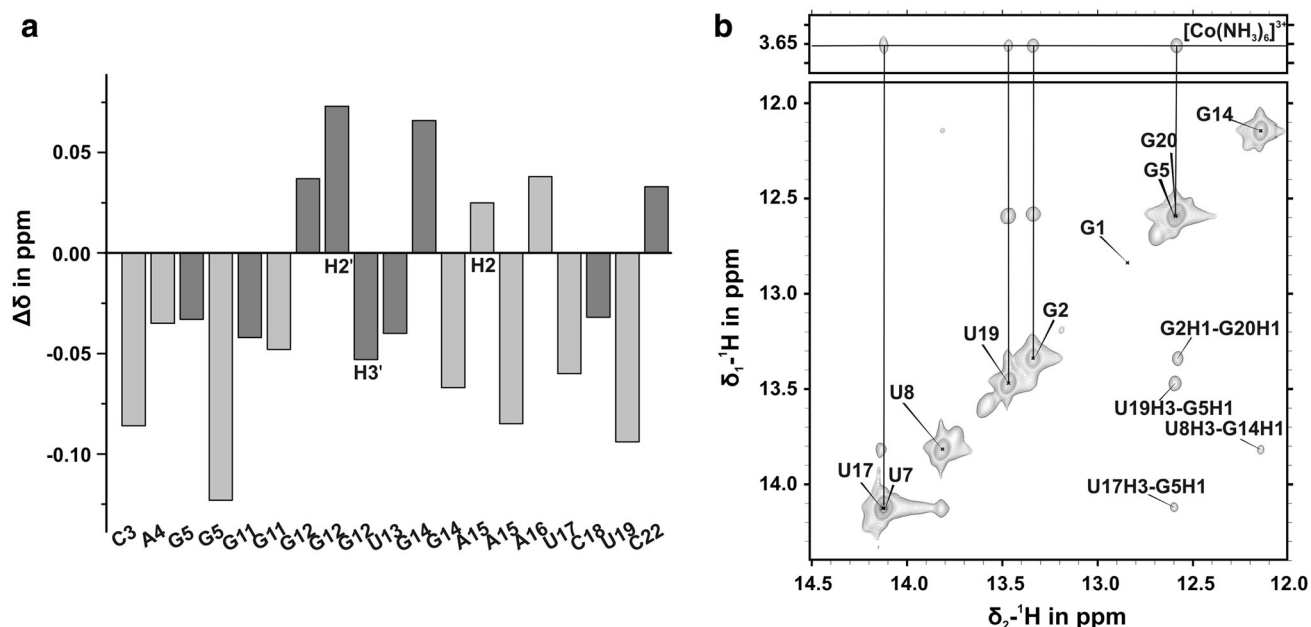 a
Δδ in ppm
0.05
0.00
-0.05
-0.10
H2'
H3'
H2
C3 A4 G5 G5 G11 G11 G12 G12 G12 U13 G14 G14 A15 A15 A16 U17 C18 U19 C22
b
[Co(NH3)6]3+
3.65
12.0
12.5
13.0
13.5
14.0
δ1-1H in ppm
G14
G20
G5
G1
G2
U19
G2H1-G20H1
U19H3-G5H1
U8
U8H3-G14H1
U17 U7
U17H3-G5H1
14.5 14.0 13.5 13.0 12.5 12.0
δ2-1H in ppm